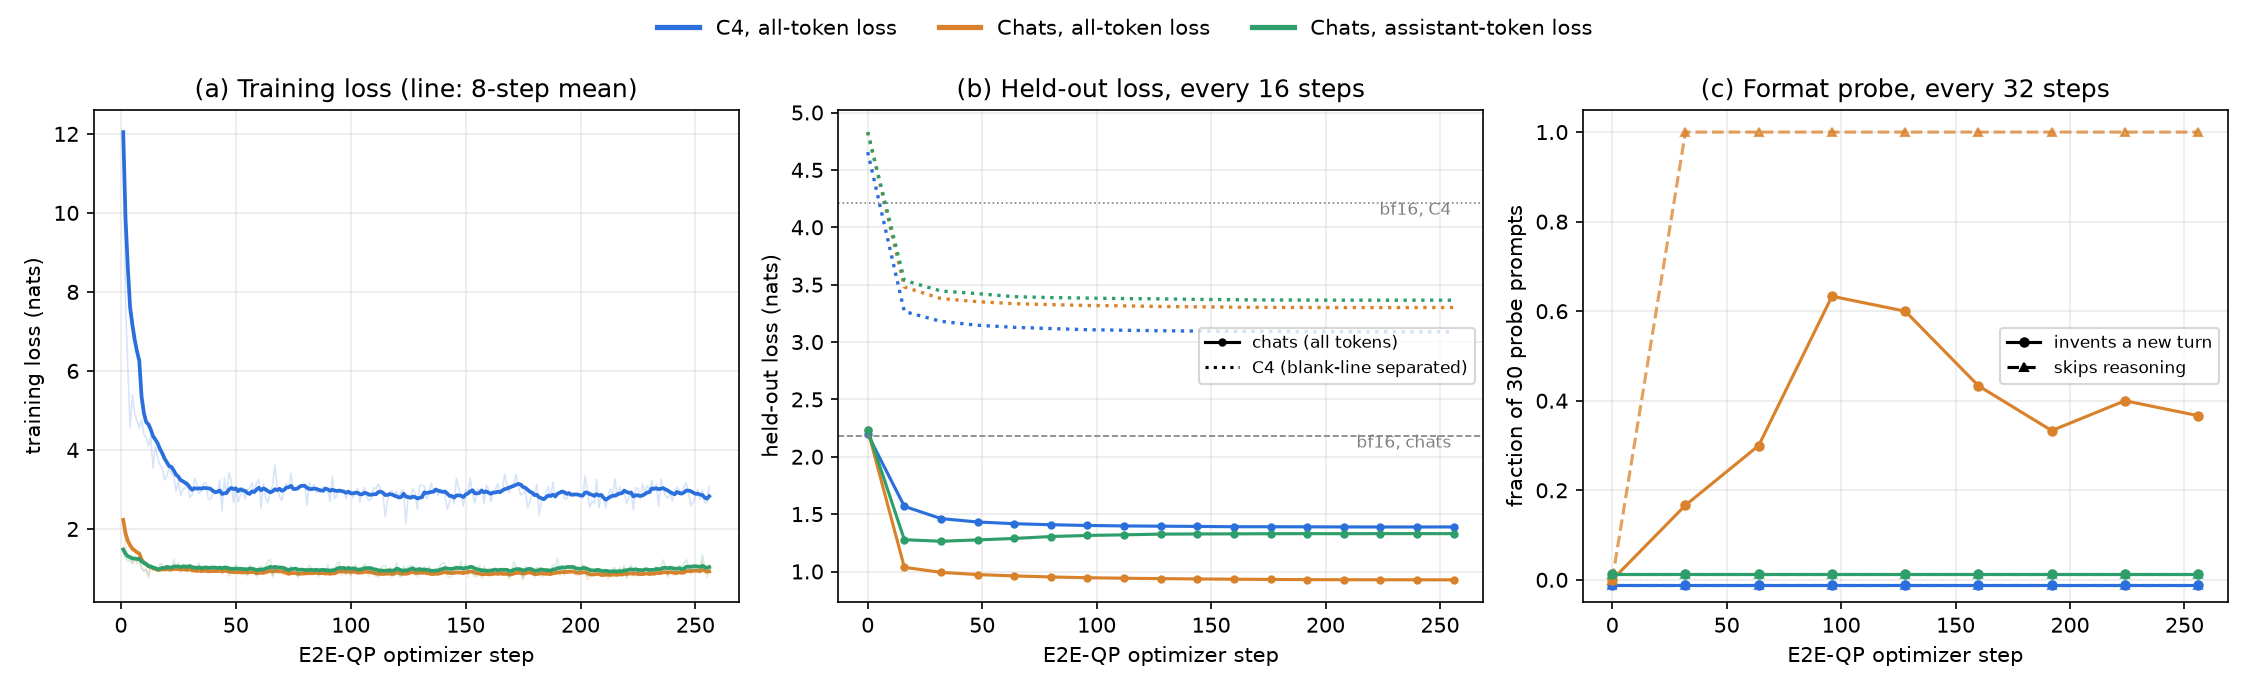 C4, all-token loss
Chats, all-token loss
Chats, assistant-token loss
(a) Training loss (line: 8-step mean)
training loss (nats)
12
10
8
6
4
2
0
50
100
150
200
250
E2E-QP optimizer step
(b) Held-out loss, every 16 steps
held-out loss (nats)
5.0
4.5
4.0
3.5
3.0
2.5
2.0
1.5
1.0
bf16, C4
chats (all tokens)
C4 (blank-line separated)
bf16, chats
0
50
100
150
200
250
E2E-QP optimizer step
(c) Format probe, every 32 steps
fraction of 30 probe prompts
1.0
0.8
0.6
0.4
0.2
0.0
invents a new turn
skips reasoning
0
50
100
150
200
250
E2E-QP optimizer step